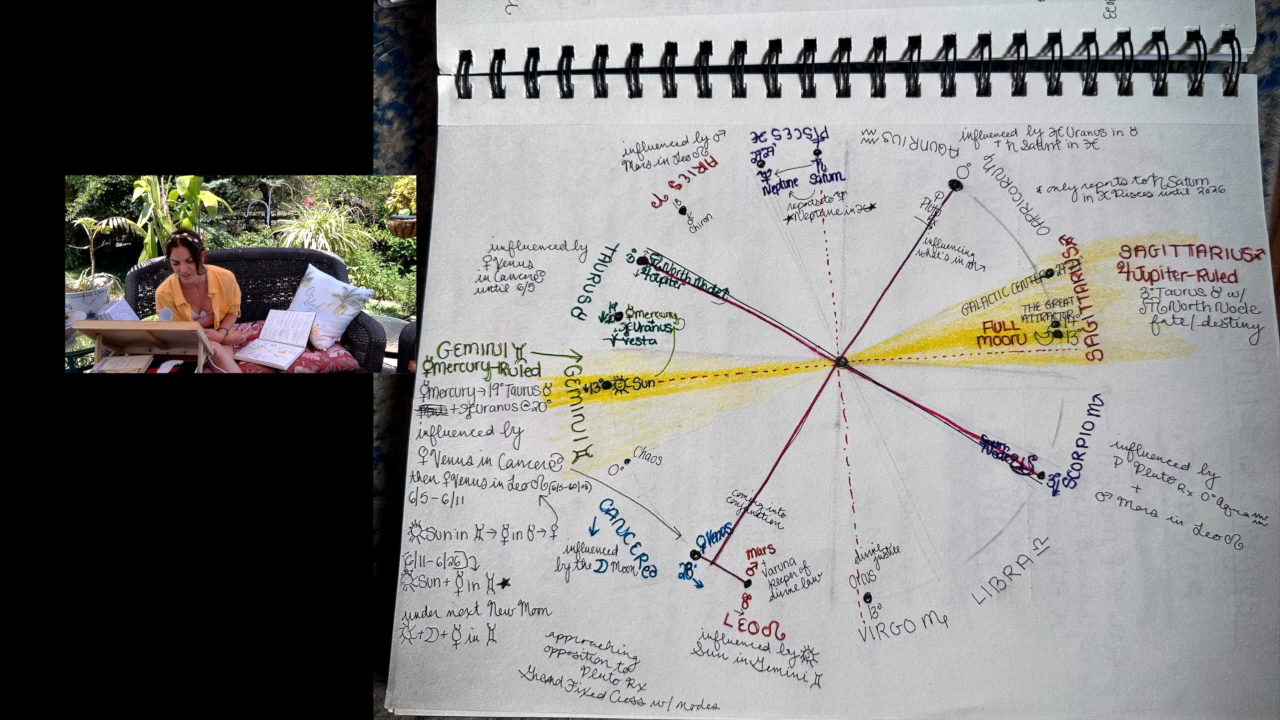 influenced by ♂
Mars in Leo ♌
ARIES ♈
chiron
PISCES ♓
Neptune
Saturn
reports to ♆
★Neptune in ♓★
AQUARIUS
influenced by ♅ Uranus in ♉
+ ♄ Saturn in ♓
CAPRICORN
* only reports to ♄ Saturn
in ♓ Pisces until 2026
0°
Pluto
influencing
what's in
SAGITTARIUS
GALACTIC CENTER
THE GREAT
ATTRACTOR
14°
13°
FULL
MOON
SAGITTARIUS♐
♃ Jupiter-Ruled
3° Taurus ♉ w/
North Node
fate/destiny
influenced by
♀ Venus
in Cancer♋
until 6/5
TAURUS ♉
North Node
♃ Jupiter
☿mercury
♅Uranus
vesta
GEMINI ♊
☿mercury-Ruled
☿mercury→19° Taurus ♉
+♅Uranus@20°
influenced by
♀ Venus in Cancer♋
then ♀Venus in Leo ♌
6/5-6/11
GEMINI ♊
13°
☼ Sun
0°
Chaos
☼Sun in ♊→☿in ♉→♀
[6/11-6/26]
☼Sun + ☿ in ♊★
under next New Moon
☼+☽+☿ in ♊
CANCER♋
influenced
by the ☽ Moon
♀Venus
28°
coming into
conjunction
mars
♂ +
Varuna
keeper of
divine law
8°
LEO♌
influenced by ☼
Sun in Gemini ♊
approaching
opposition to
Pluto Rx
Grand Fixed Cross w/ nodes
divine justice
Orcus
13°
VIRGO ♍
LIBRA ♎
South
Node
3°
SCORPIO ♏
influenced by
P Pluto Rx 0° Aquarius
+
♂ Mars in Leo♌